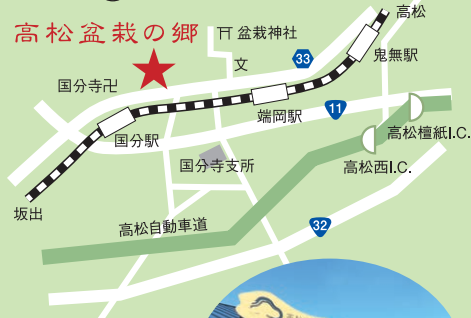 高松
高松盆栽の郷
盆栽神社
鬼無駅
33
文
国分寺卍
11
端岡駅
高松檀紙I.C.
国分駅
国分寺支所
高松西I.C.
坂出
高松自動車道
32